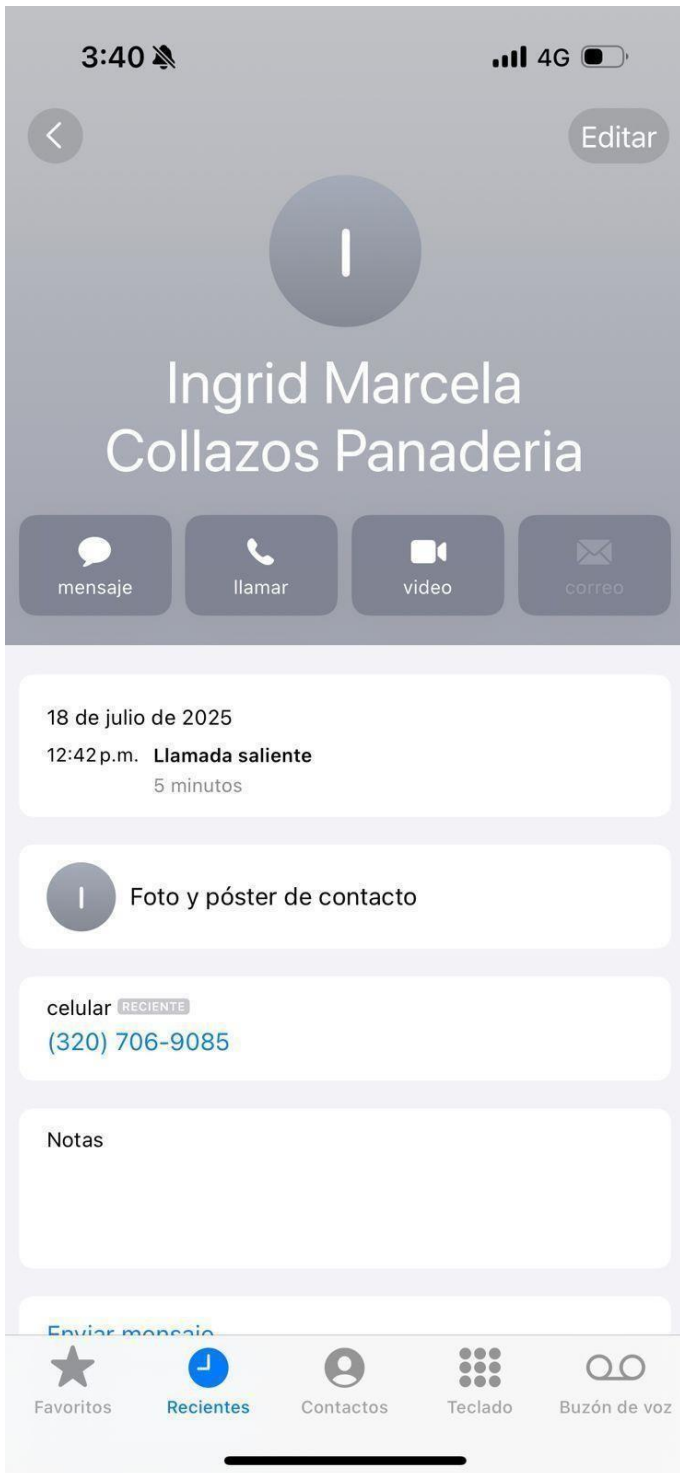 3:40
4G
Editar
I
Ingrid Marcela
Collazos Panaderia
mensaje
llamar
video
correo
18 de julio de 2025
12:42 p.m. Llamada saliente
5 minutos
I
Foto y póster de contacto
celular RECIENTE
(320) 706-9085
Notas
Enviar mensaje
Favoritos
Recientes
Contactos
Teclado
Buzón de voz